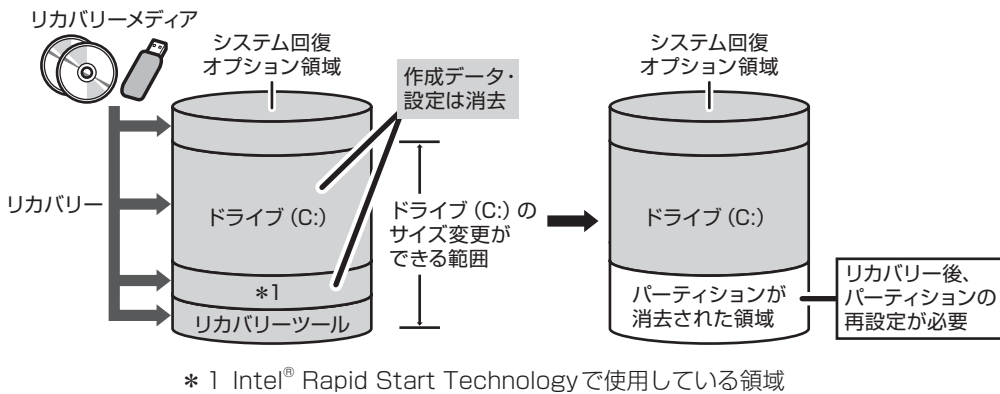 リカバリーメディア
システム回復
オプション領域
作成データ・
設定は消去
リカバリー
ドライブ (C:)
ドライブ (C:) の
サイズ変更が
できる範囲
*1
リカバリーツール
システム回復
オプション領域
ドライブ (C:)
パーティションが
消去された領域
リカバリー後、
パーティションの
再設定が必要
* 1 Intel® Rapid Start Technologyで使用している領域